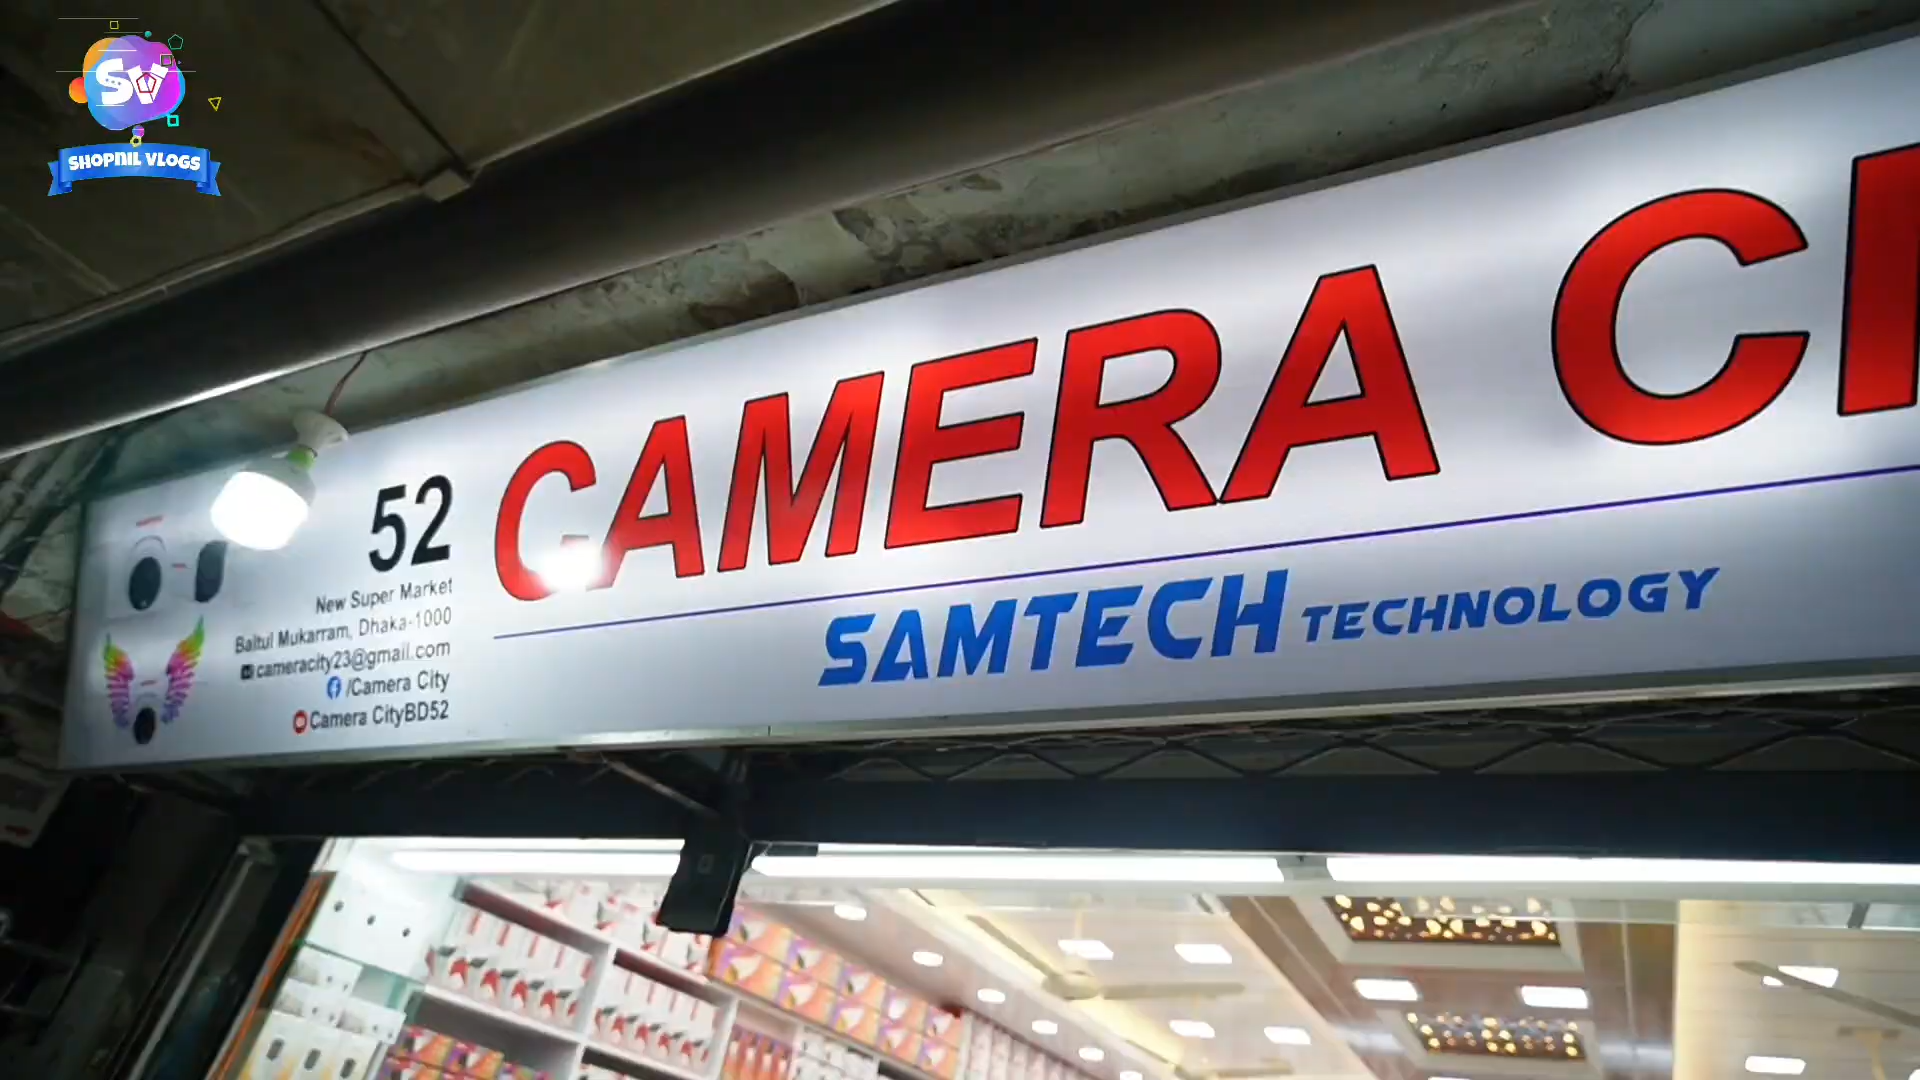 SV
SHOPNIL VLOGS
52
New Super Market
Baitul Mukarram, Dhaka-1000
cameracity23@gmail.com
/Camera City
Camera CityBD52
CAMERA CI
SAMTECH TECHNOLOGY